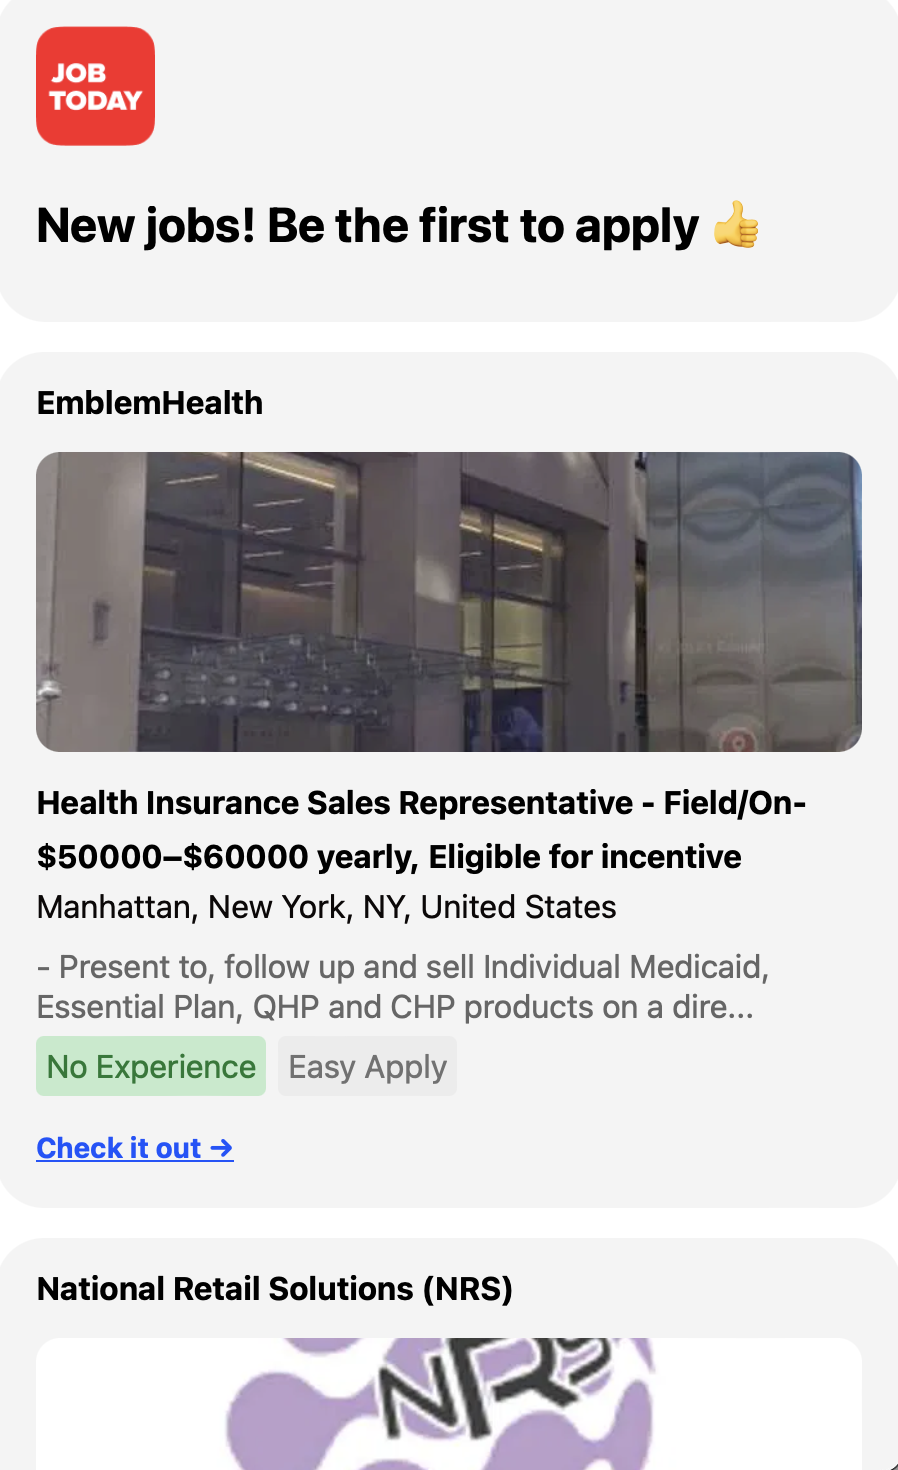 JOB
TODAY
New jobs! Be the first to apply 👍
EmblemHealth
Health Insurance Sales Representative - Field/On-
$50000–$60000 yearly, Eligible for incentive
Manhattan, New York, NY, United States
- Present to, follow up and sell Individual Medicaid,
Essential Plan, QHP and CHP products on a dire...
No Experience
Easy Apply
Check it out →
National Retail Solutions (NRS)
NRS